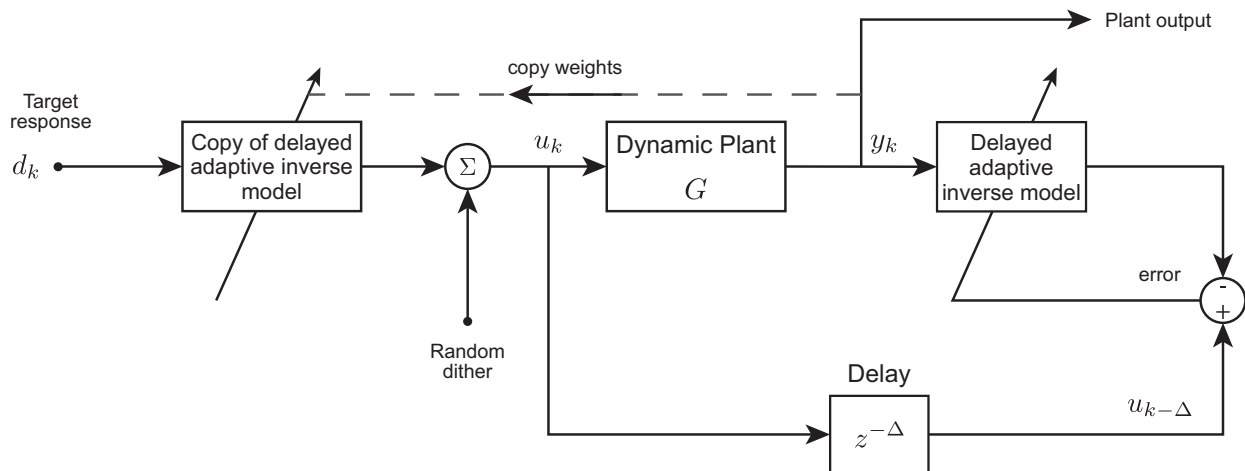 Plant output
copy weights
Target
response
d_k
Copy of delayed
adaptive inverse
model
Σ
u_k
Dynamic Plant
G
y_k
Delayed
adaptive
inverse model
error
-
+
Random
dither
Delay
z^{-Δ}
u_{k-Δ}